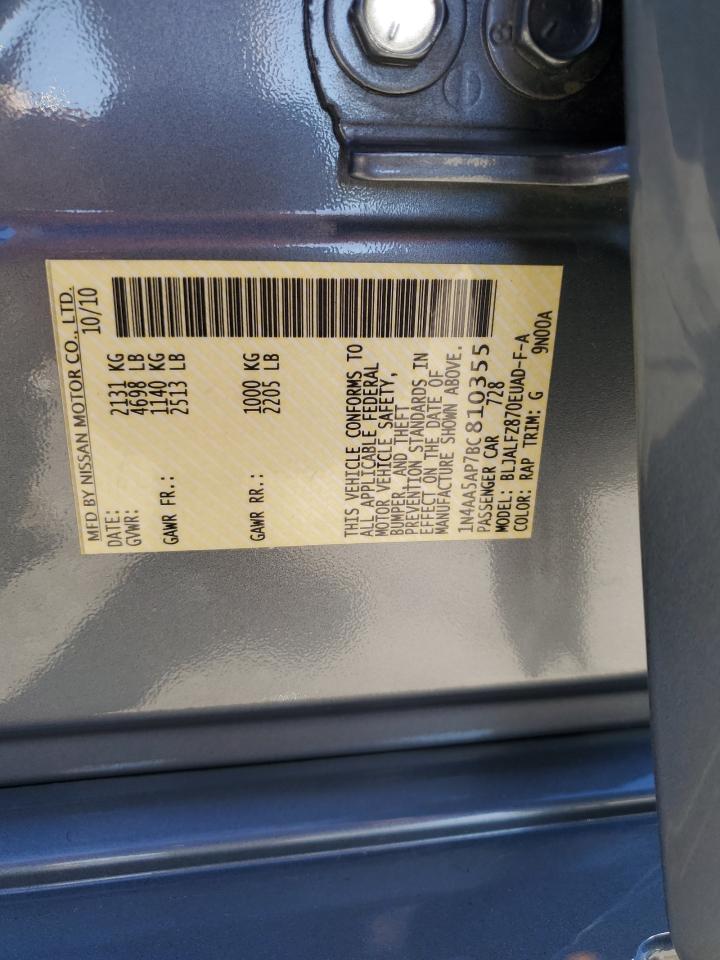 MFD BY NISSAN MOTOR CO., LTD.
DATE: 10/10
GVWR: 2131 KG
4698 LB
GAWR FR.: 1140 KG
2513 LB
GAWR RR.: 1000 KG
2205 LB
THIS VEHICLE CONFORMS TO
ALL APPLICABLE FEDERAL
MOTOR VEHICLE SAFETY,
BUMPER, AND THEFT
PREVENTION STANDARDS IN
EFFECT ON THE DATE OF
MANUFACTURE SHOWN ABOVE.
1N4AA5AP7BC810355
PASSENGER CAR 728
MODEL: BLJALFZ870EUAD-F-A
COLOR: RAP TRIM: G 9N00A